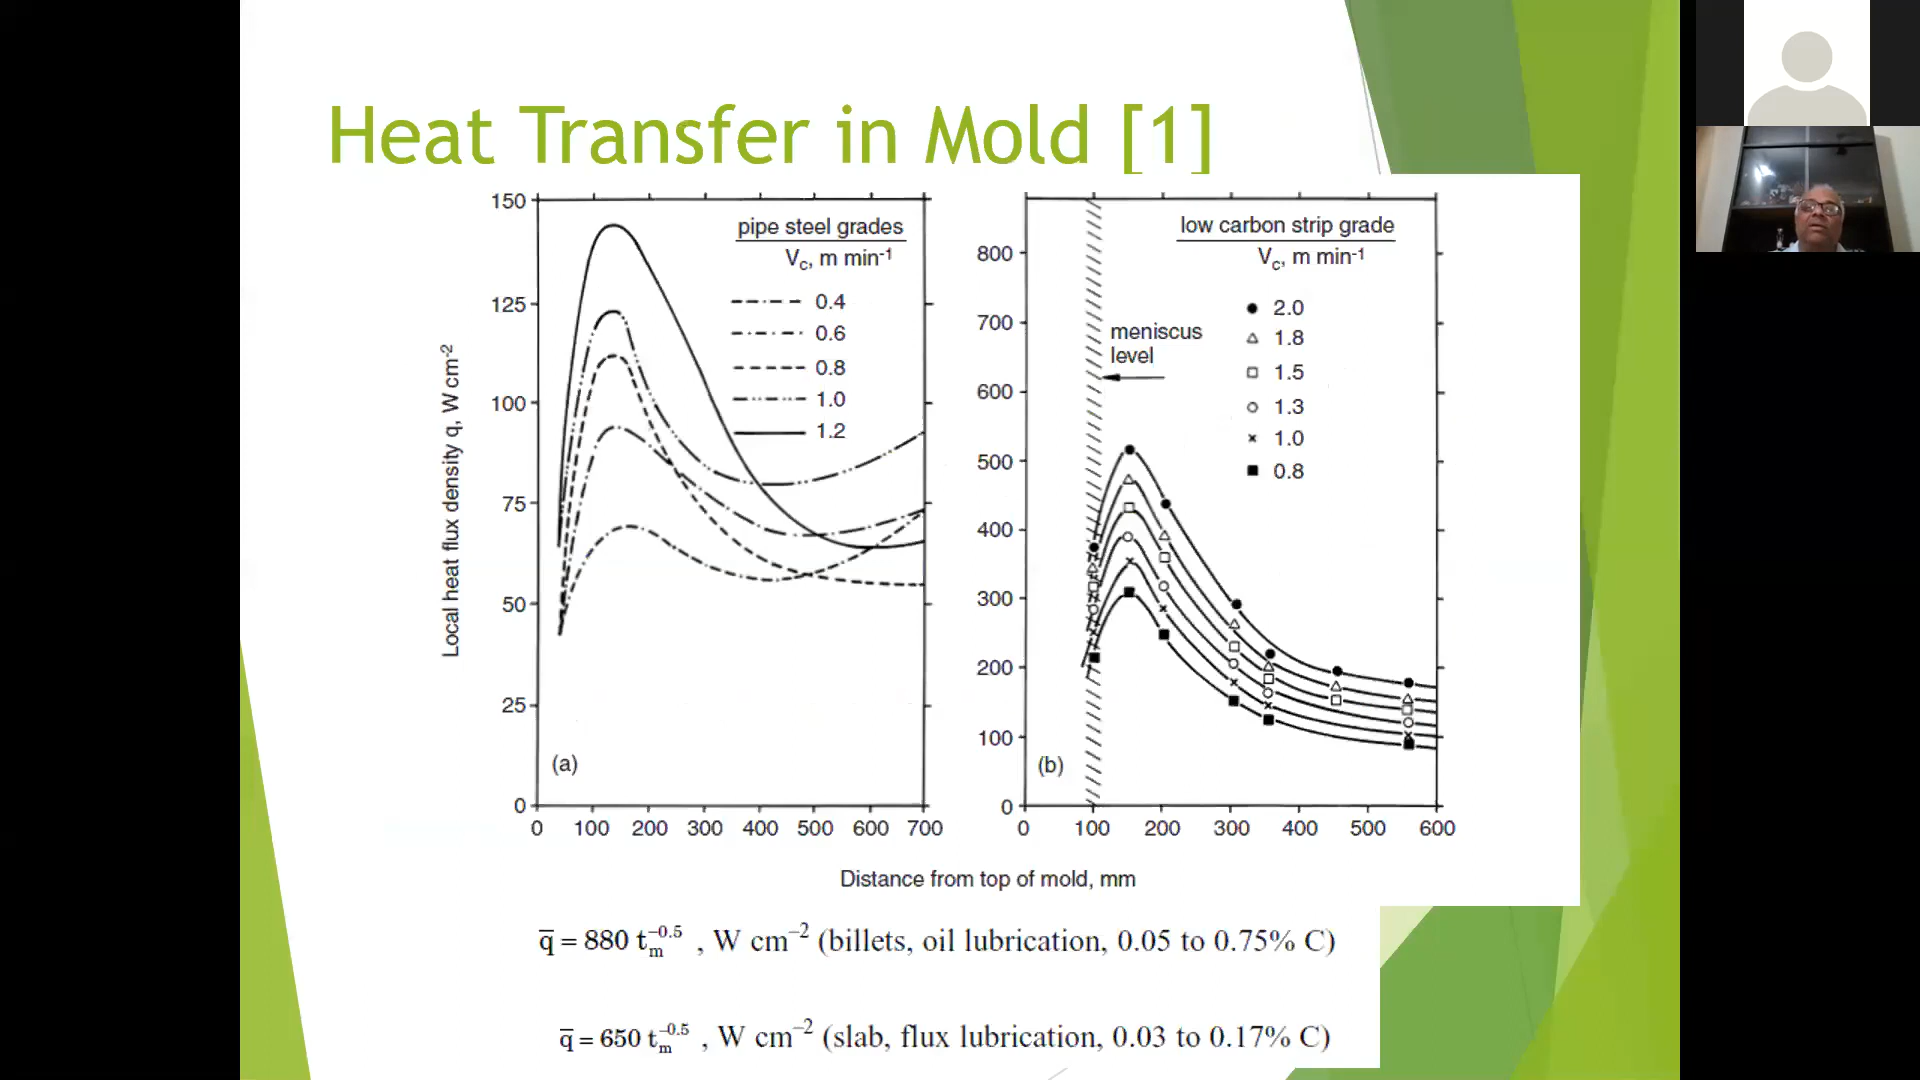 Heat Transfer in Mold [1]
Local heat flux density q, W cm-2
150
125
100
75
50
25
0
pipe steel grades
Vc, m min-1
0.4
0.6
0.8
1.0
1.2
(a)
0 100 200 300 400 500 600 700
800
700
600
500
400
300
200
100
0
low carbon strip grade
Vc, m min-1
2.0
1.8
1.5
1.3
1.0
0.8
meniscus
level
(b)
0 100 200 300 400 500 600
Distance from top of mold, mm
q̅ = 880 tm−0.5 , W cm−2 (billets, oil lubrication, 0.05 to 0.75% C)
q̅ = 650 tm−0.5 , W cm−2 (slab, flux lubrication, 0.03 to 0.17% C)